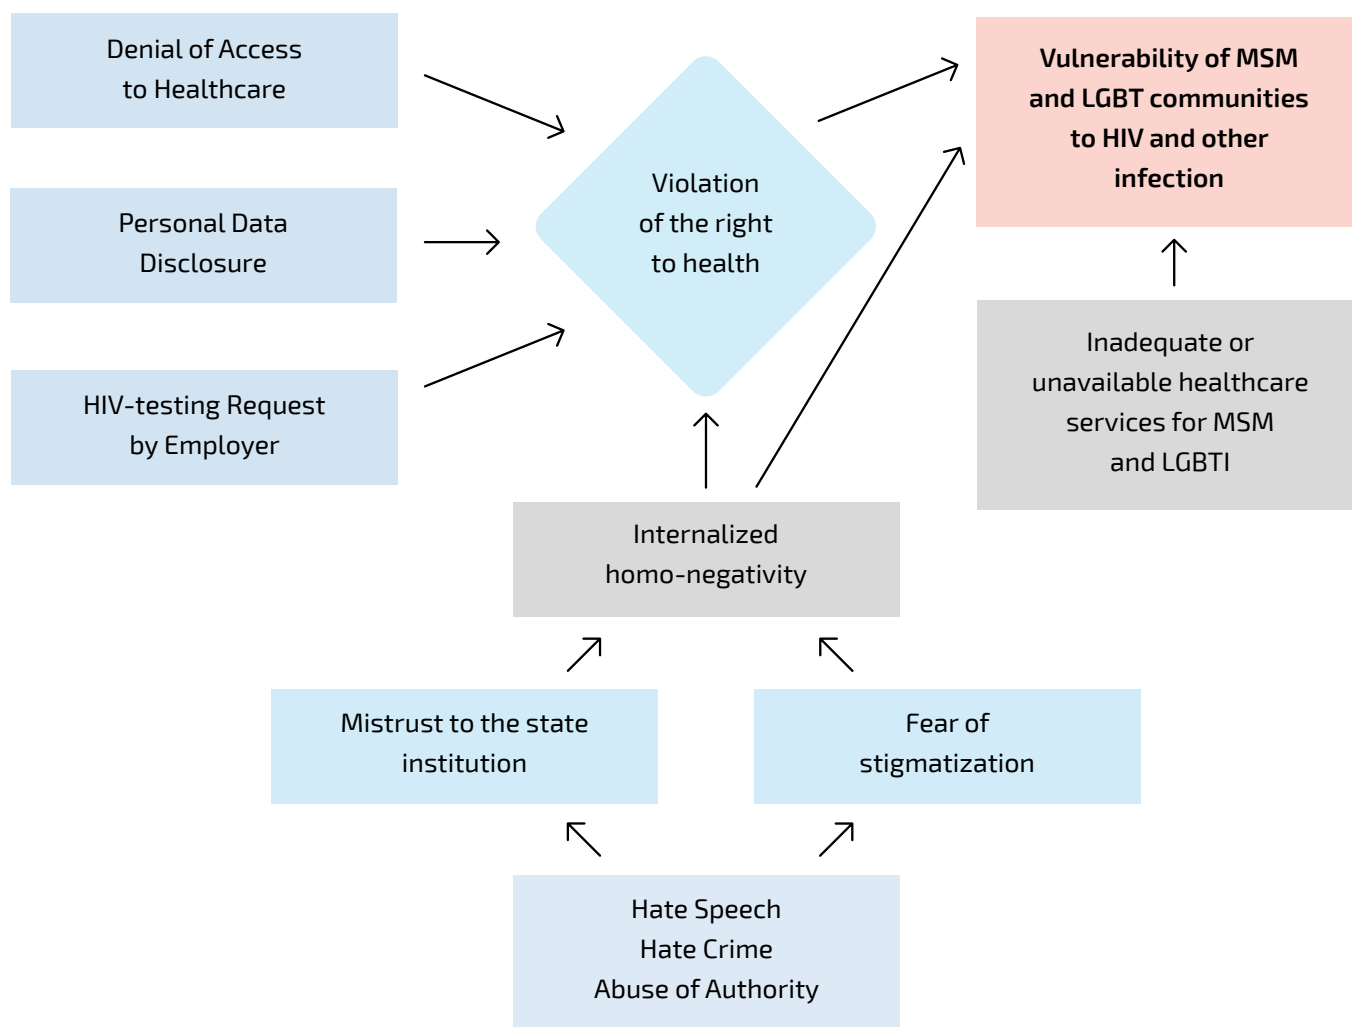 Denial of Access
to Healthcare
Personal Data
Disclosure
HIV-testing Request
by Employer
Violation
of the right
to health
Vulnerability of MSM
and LGBT communities
to HIV and other
infection
Inadequate or
unavailable healthcare
services for MSM
and LGBTI
Internalized
homo-negativity
Mistrust to the state
institution
Fear of
stigmatization
Hate Speech
Hate Crime
Abuse of Authority